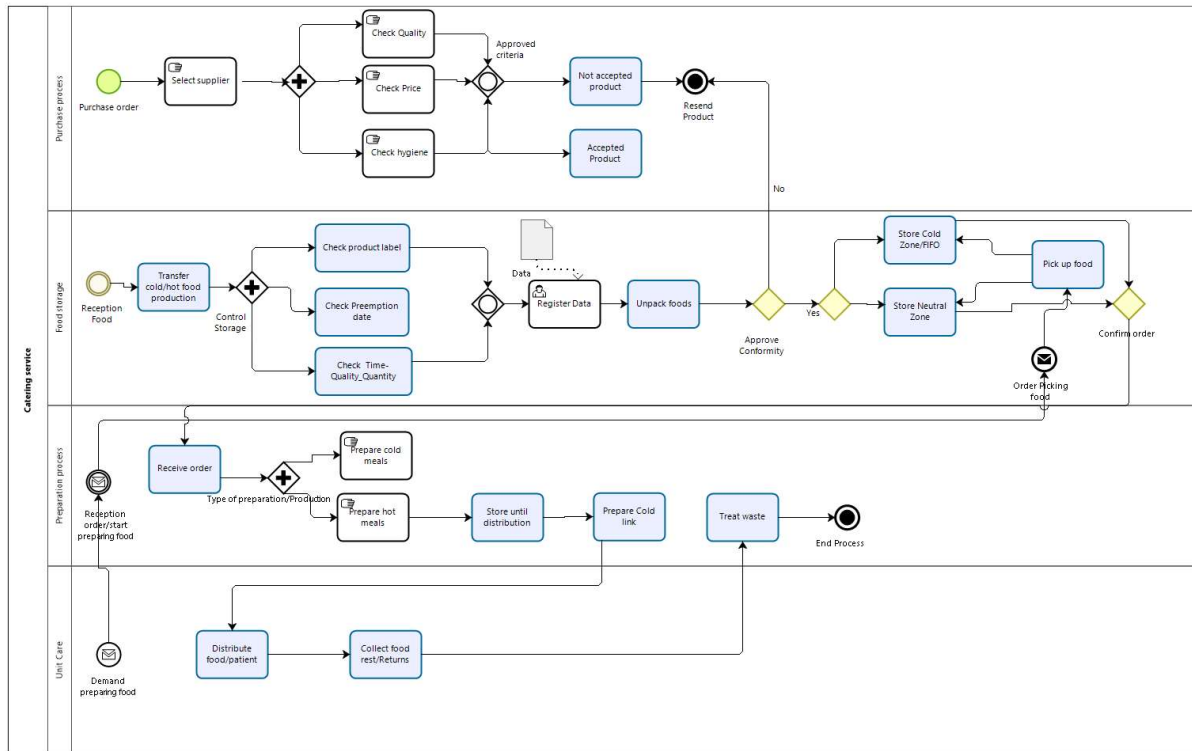 Catering service
Purchase process
Purchase order
Select supplier
Check Quality
Check Price
Check hygiene
Approved
criteria
Not accepted
product
Accepted
Product
Resend
Product
No
Food storage
Reception
Food
Transfer
cold/hot food
production
Control
Storage
Check product label
Check Preemption
date
Check Time-
Quality_Quantity
Data
Register Data
Unpack foods
Approve
Conformity
Yes
Store Cold
Zone/FIFO
Store Neutral
Zone
Pick up food
Order Picking
food
Confirm order
Preparation process
Reception
order/start
preparing food
Receive order
Type of preparation/Production
Prepare cold
meals
Prepare hot
meals
Store until
distribution
Prepare Cold
link
Treat waste
End Process
Unit Care
Demand
preparing food
Distribute
food/patient
Collect food
rest/Returns